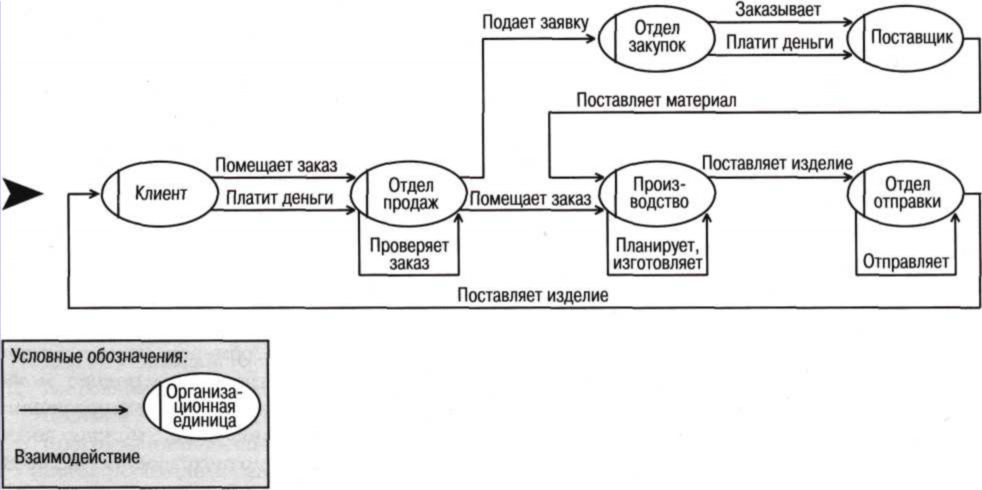 Подает заявку
Отдел
закупок
Заказывает
Платит деньги
Поставщик
Поставляет материал
Клиент
Помещает заказ
Платит деньги
Отдел
продаж
Проверяет
заказ
Помещает заказ
Произ-
водство
Планирует,
изготовляет
Поставляет изделие
Отдел
отправки
Отправляет
Поставляет изделие
Условные обозначения:
Организа-
ционная
единица
Взаимодействие